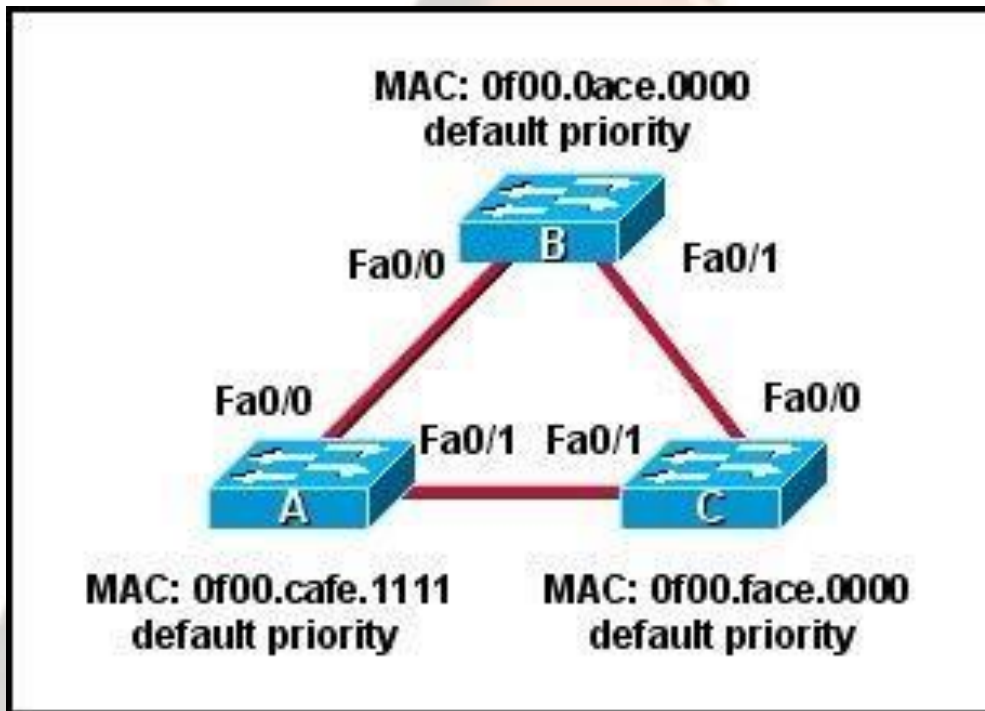 MAC: 0f00.0ace.0000
default priority
B
Fa0/0
Fa0/1
Fa0/0
Fa0/0
Fa0/1
Fa0/1
A
C
MAC: 0f00.cafe.1111
default priority
MAC: 0f00.face.0000
default priority